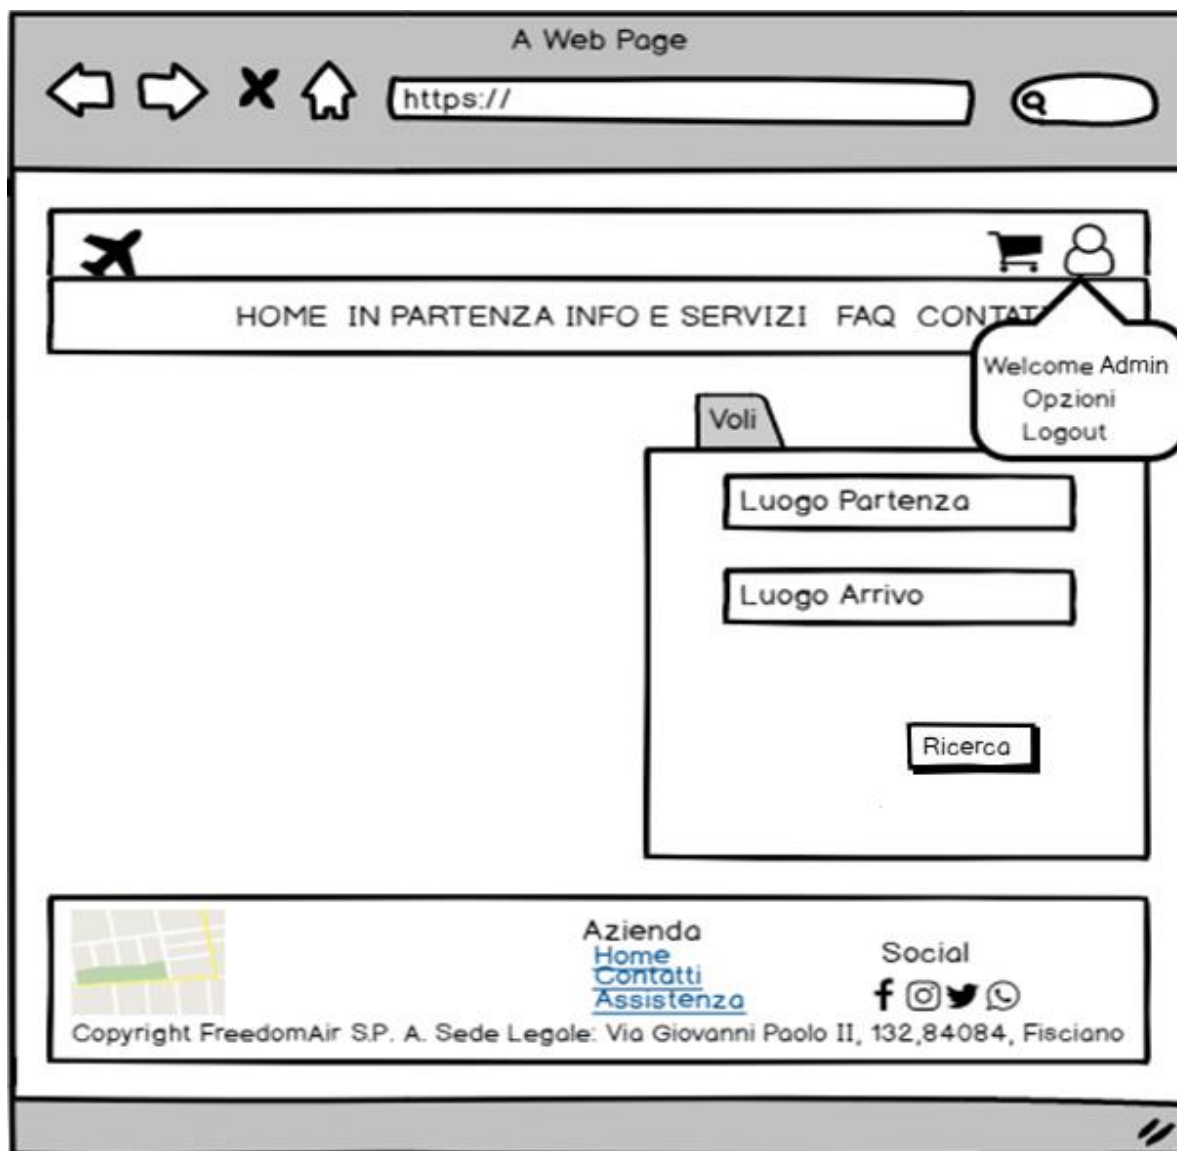 A Web Page
https://
HOME IN PARTENZA INFO E SERVIZI FAQ CONTAT
Welcome Admin
Opzioni
Logout
Voli
Luogo Partenza
Luogo Arrivo
Ricerca
Azienda
Home
Contatti
Assistenza
Social
Copyright FreedomAir S.P. A. Sede Legale: Via Giovanni Paolo II, 132,84084, Fisciano